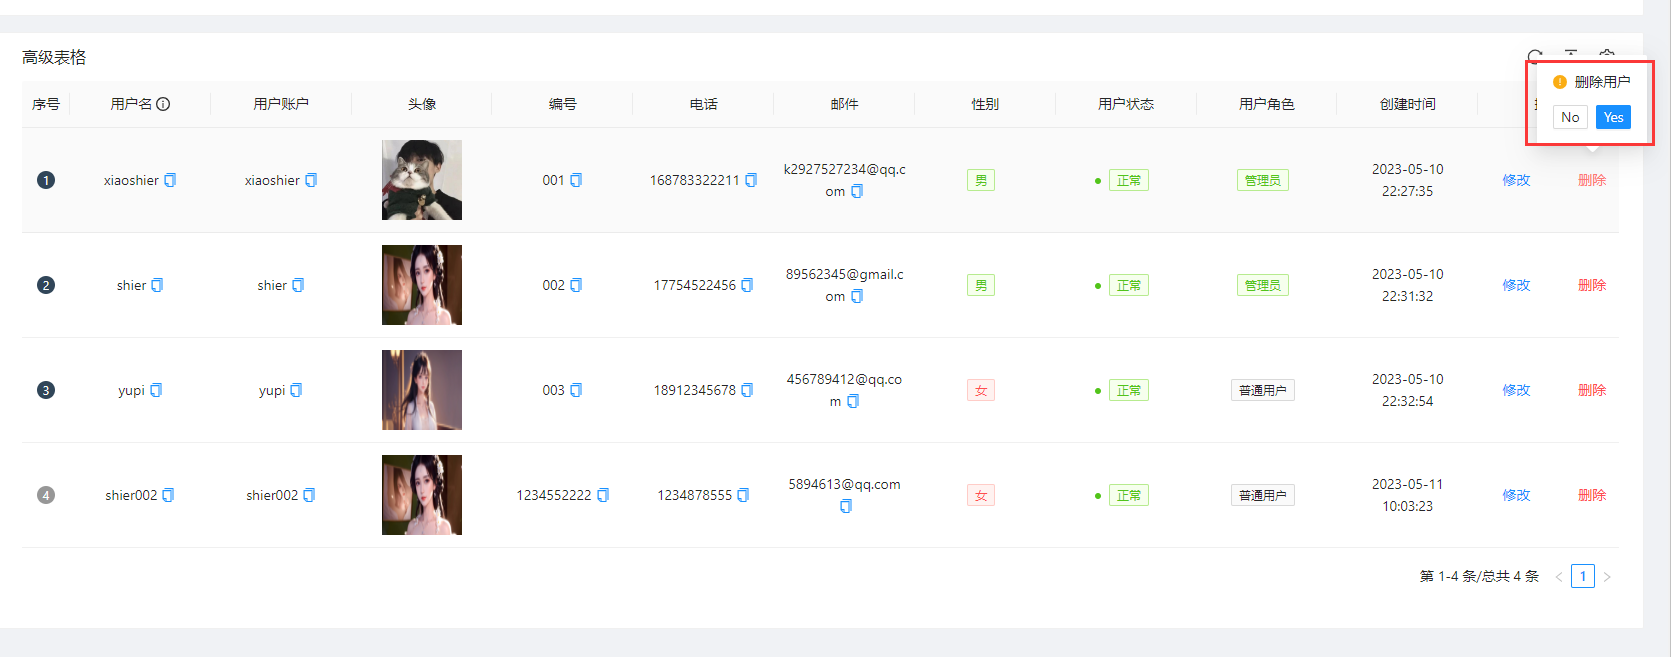 高级表格
删除用户
No Yes
序号 用户名 用户账户 头像 编号 电话 邮件 性别 用户状态 用户角色 创建时间
1 xiaoshier xiaoshier 001 168783322211 k2927527234@qq.c
om 男 正常 管理员 2023-05-10
22:27:35 修改 删除
2 shier shier 002 17754522456 89562345@gmail.c
om 男 正常 管理员 2023-05-10
22:31:32 修改 删除
3 yupi yupi 003 18912345678 456789412@qq.co
m 女 正常 普通用户 2023-05-10
22:32:54 修改 删除
4 shier002 shier002 1234552222 1234878555 5894613@qq.com
女 正常 普通用户 2023-05-11
10:03:23 修改 删除
第 1-4 条/总共 4 条 < 1 >